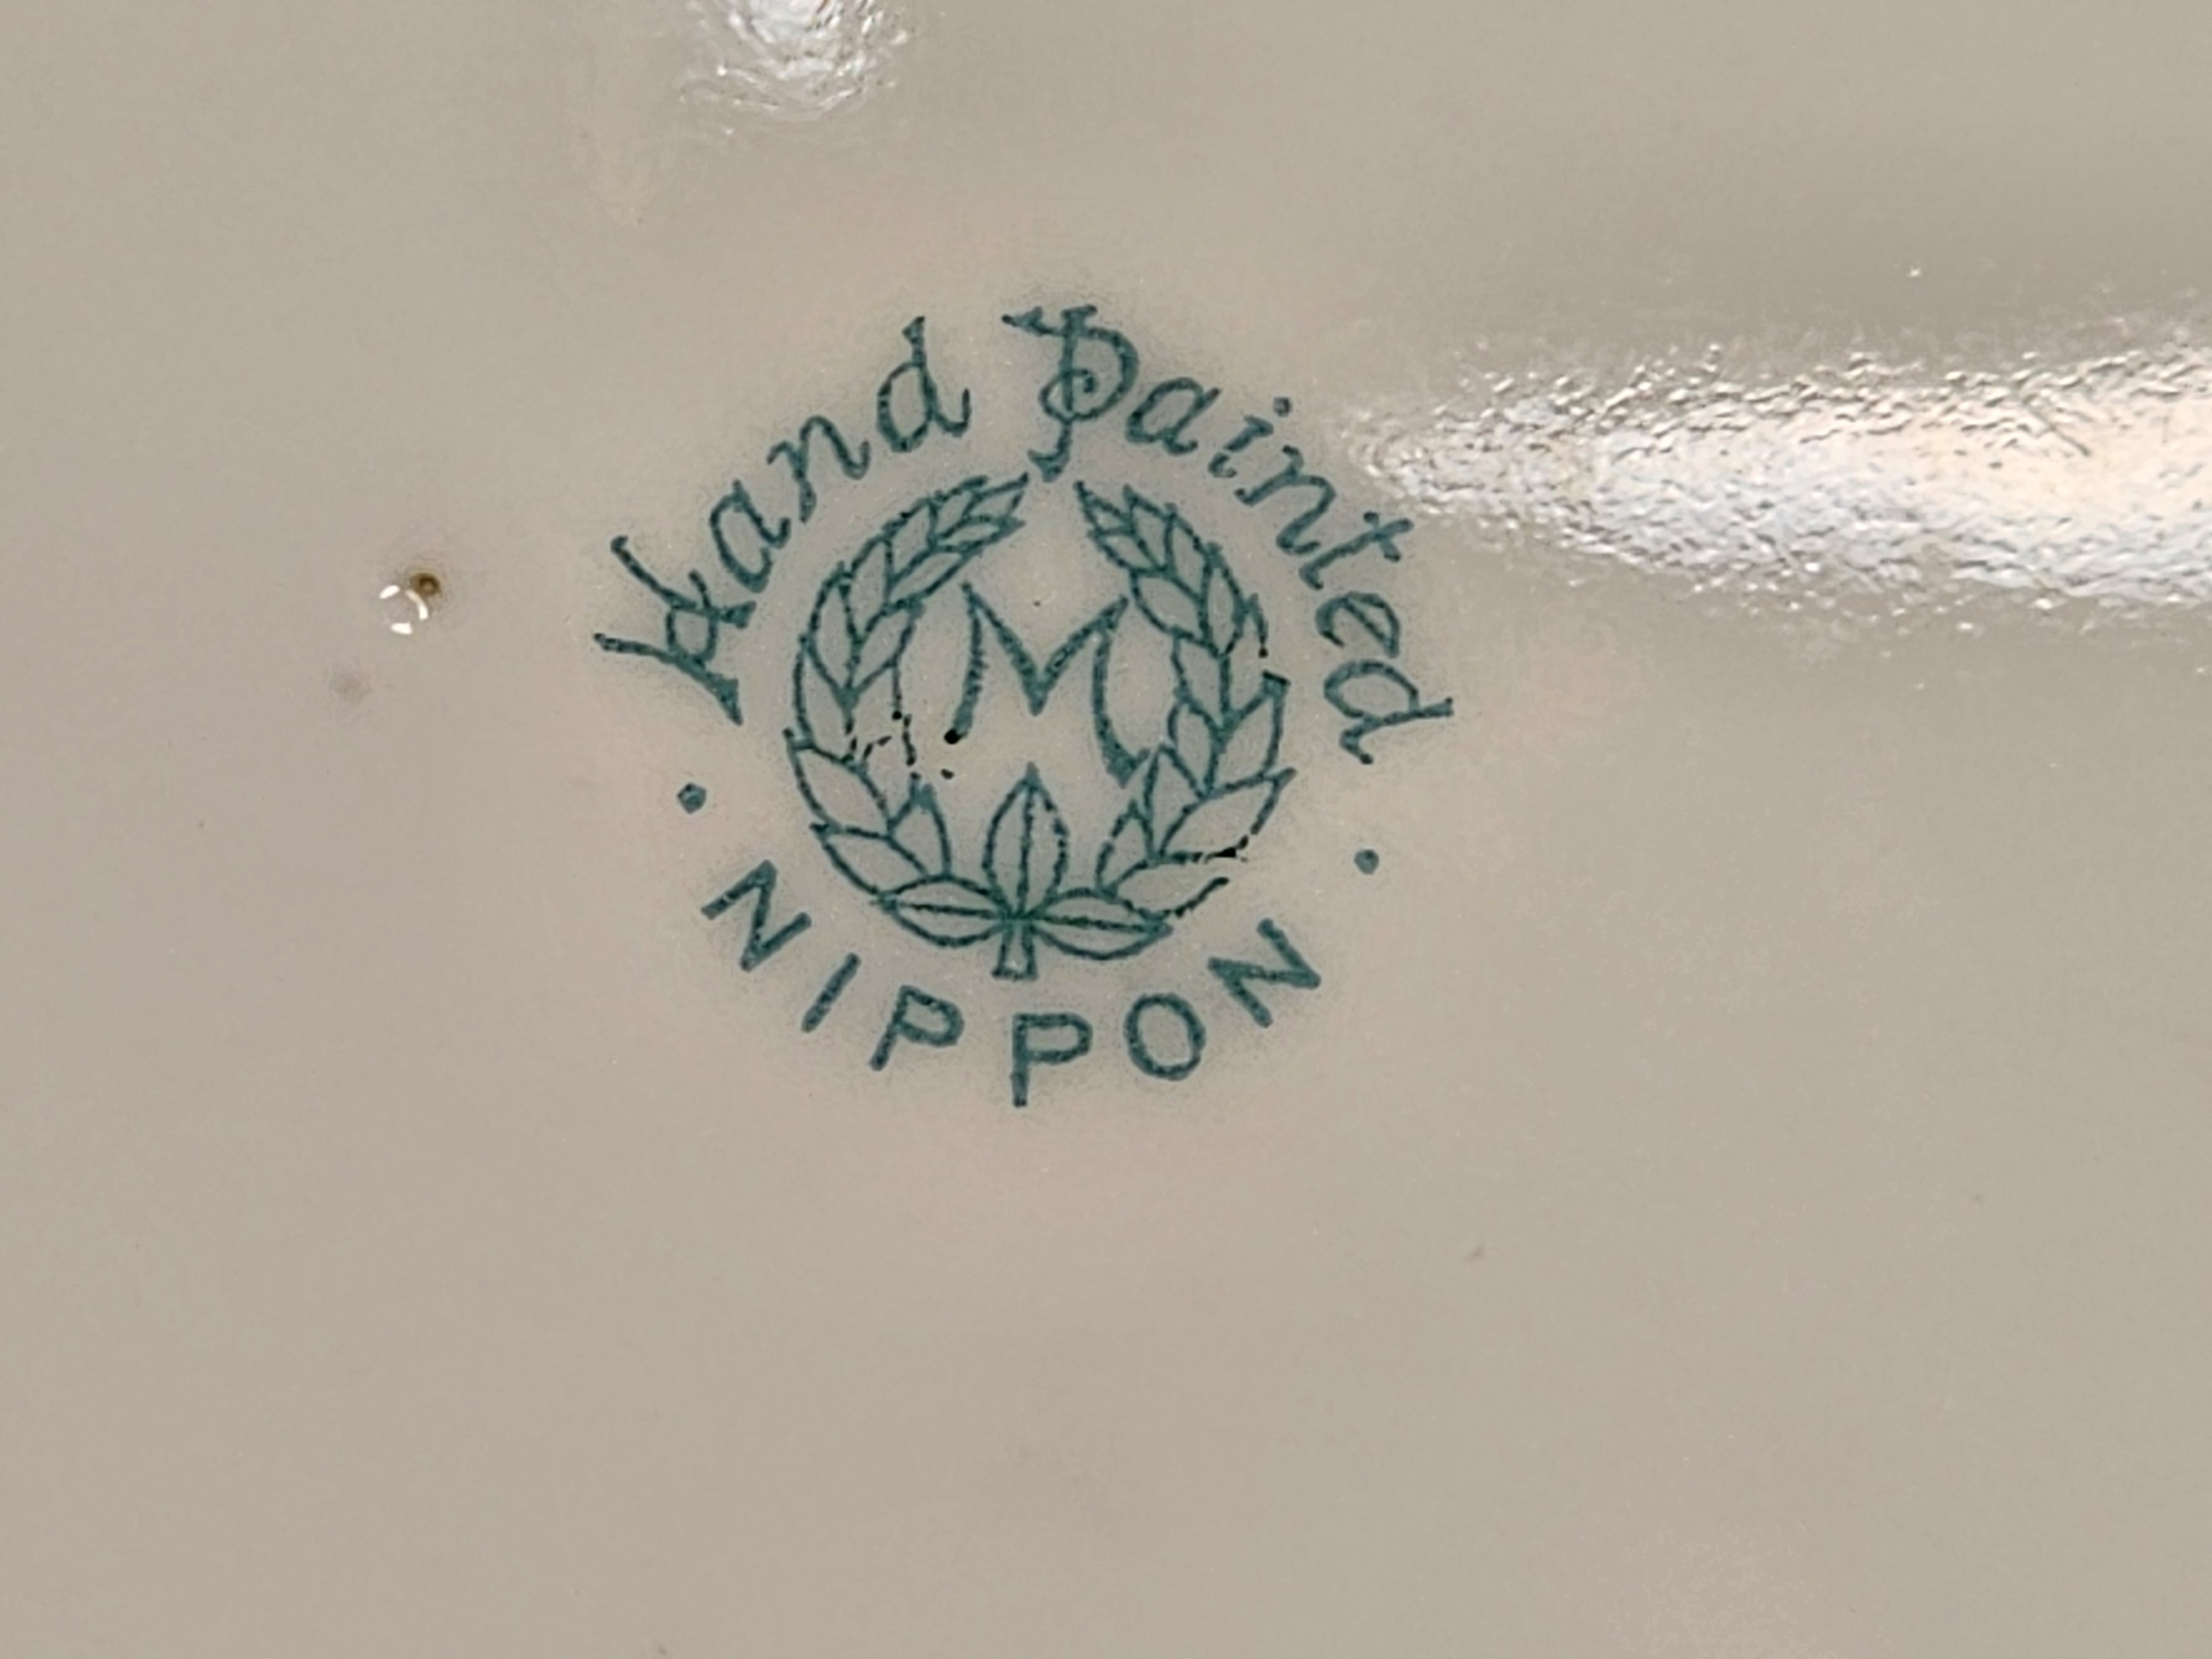 Hand Painted
M
• NIPPON •